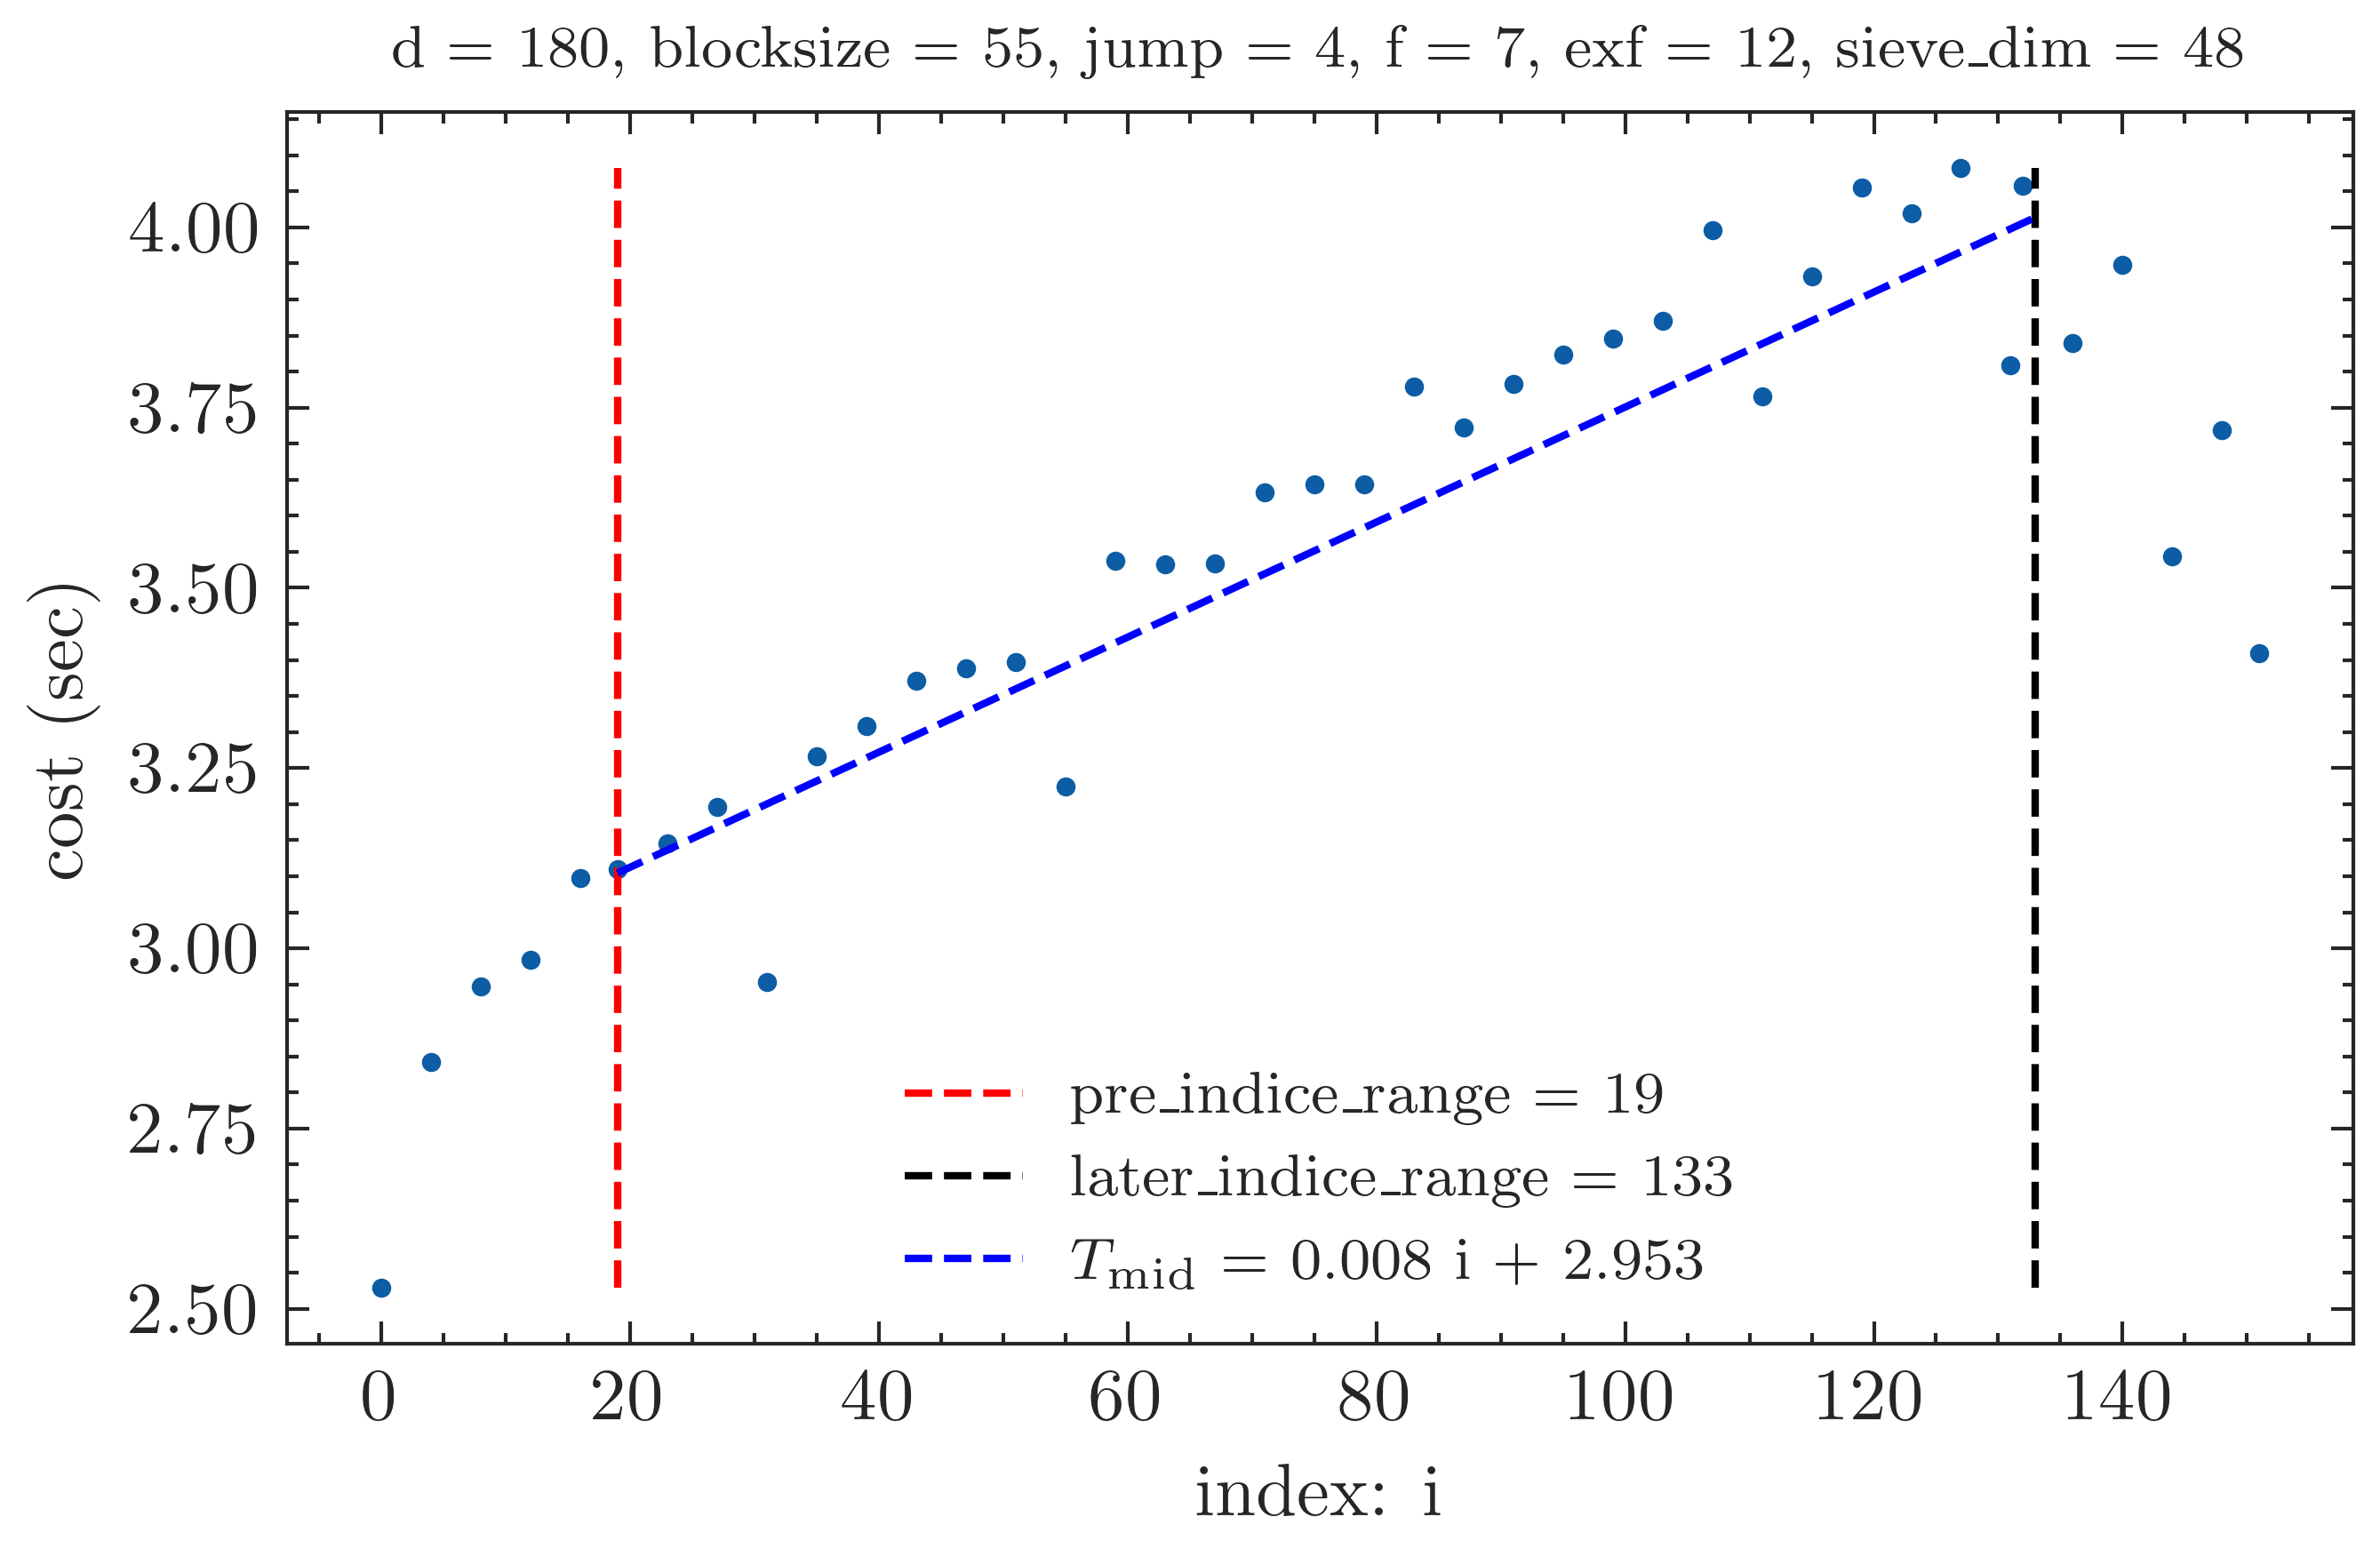 d = 180, blocksize = 55, jump = 4, f = 7, exf = 12, sieve_dim = 48
cost (sec)
4.00
3.75
3.50
3.25
3.00
2.75
2.50
pre_indice_range = 19
later_indice_range = 133
T_mid = 0.008 i + 2.953
0 20 40 60 80 100 120 140
index: i